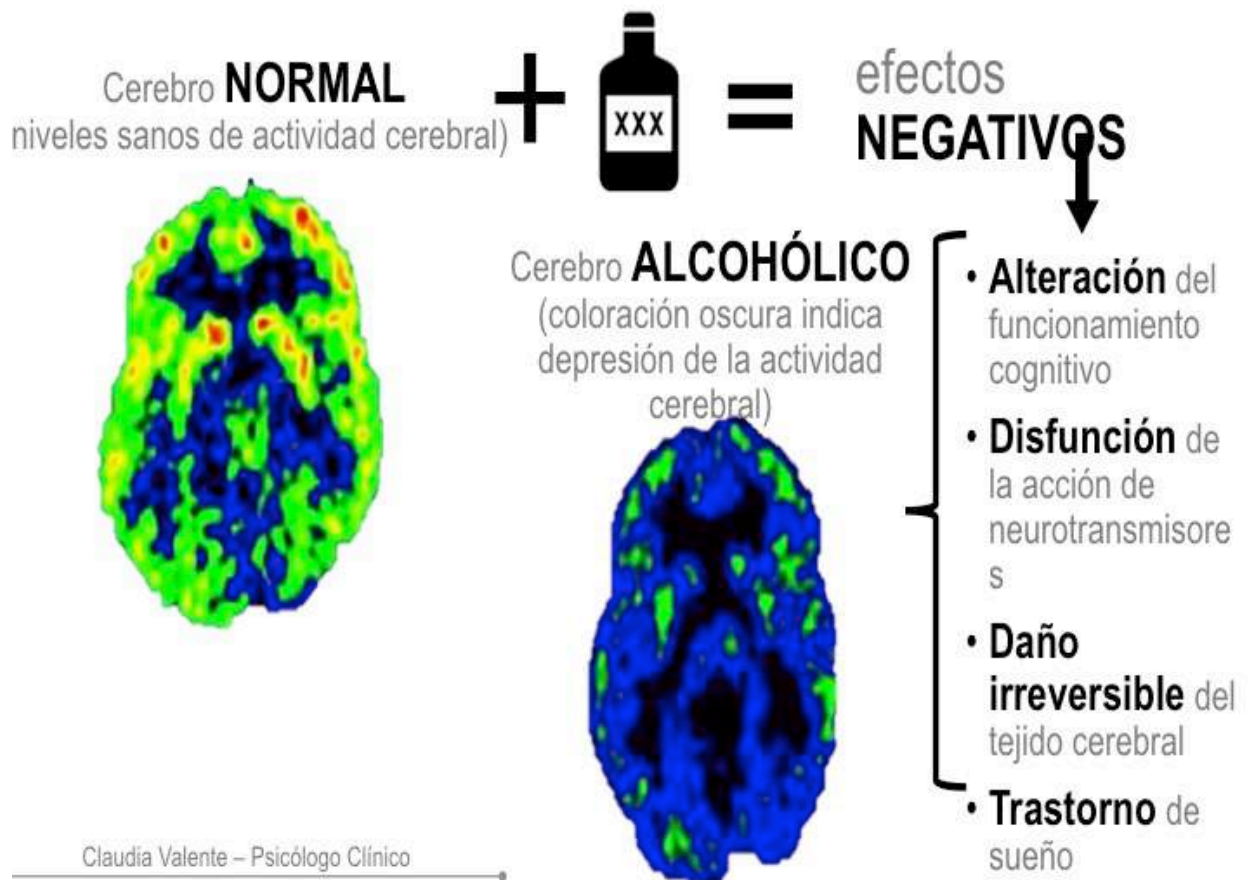 Cerebro NORMAL
niveles sanos de actividad cerebral)
+
XXX
=
efectos
NEGATIVOS
Cerebro ALCOHÓLICO
(coloración oscura indica
depresión de la actividad
cerebral)
• Alteración del
funcionamiento
cognitivo
• Disfunción de
la acción de
neurotransmisore
s
• Daño
irreversible del
tejido cerebral
• Trastorno de
sueño
Claudia Valente – Psicólogo Clínico